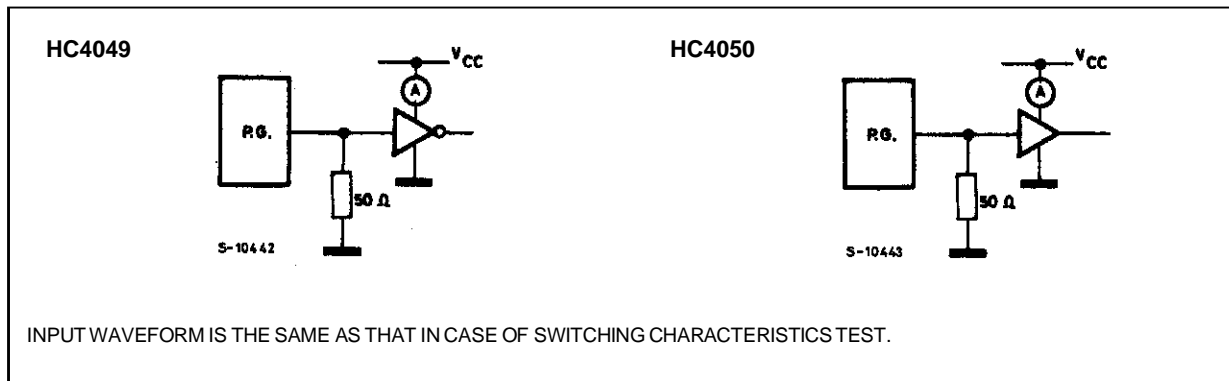 HC4049
VCC
A
P.G.
50 Ω
S-10442
HC4050
VCC
A
P.G.
50 Ω
S-10443
INPUT WAVEFORM IS THE SAME AS THAT IN CASE OF SWITCHING CHARACTERISTICS TEST.